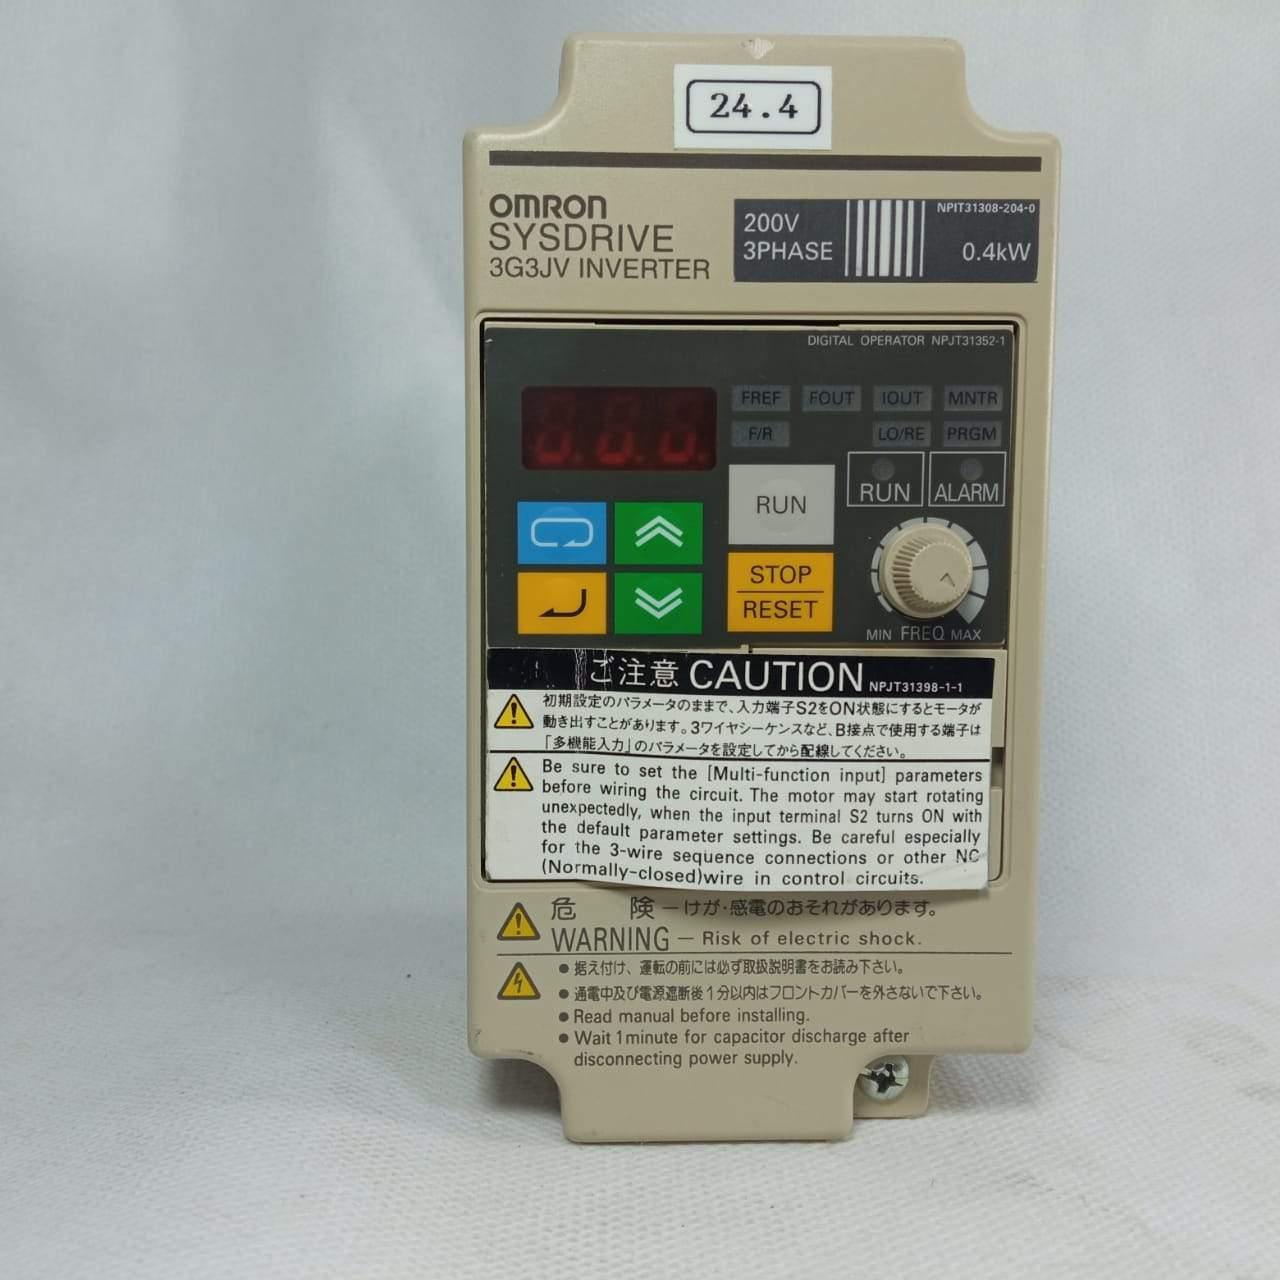 24.4
OMRON
SYSDRIVE
3G3JV INVERTER
NPIT31308-204-0
200V
3PHASE
0.4kW
DIGITAL OPERATOR NPJT31352-1
FREF FOUT IOUT MNTR
F/R LO/RE PRGM
RUN ALARM
RUN
STOP
RESET
MIN FREQ MAX
ご注意 CAUTION NPJT31398-1-1
初期設定のパラメータのままで、入力端子S2をON状態にするとモータが
動き出すことがあります。3ワイヤシーケンスなど、B接点で使用する端子は
「多機能入力」のパラメータを設定してから配線してください。
Be sure to set the [Multi-function input] parameters
before wiring the circuit. The motor may start rotating
unexpectedly, when the input terminal S2 turns ON with
the default parameter settings. Be careful especially
for the 3-wire sequence connections or other NC
(Normally-closed)wire in control circuits.
危 険 ーけが・感電のおそれがあります。
WARNING — Risk of electric shock.
● 据え付け、運転の前には必ず取扱説明書をお読み下さい。
● 通電中及び電源遮断後1分以内はフロントカバーを外さないで下さい。
● Read manual before installing.
● Wait 1 minute for capacitor discharge after
disconnecting power supply.